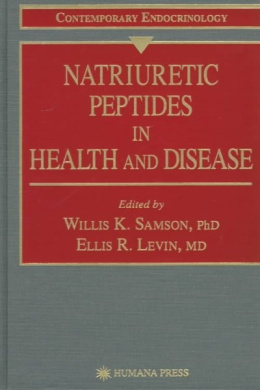 CONTEMPORARY ENDOCRINOLOGY
NATRIURETIC
PEPTIDES
IN
HEALTH AND DISEASE
Edited by
WILLIS K. SAMSON, PHD
ELLIS R. LEVIN, MD
HUMANA PRESS